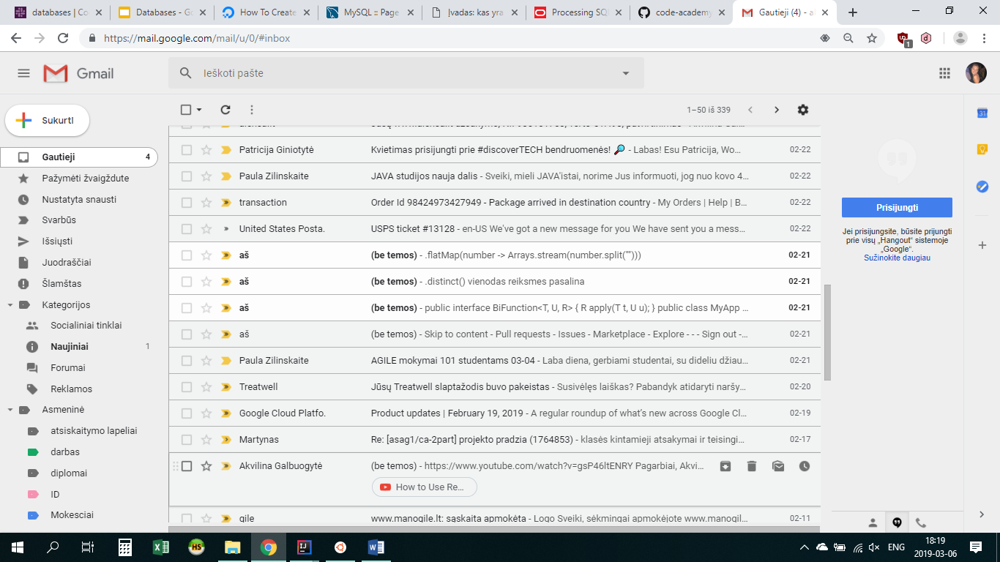 databases | Co
Databases - Go
How To Create
MySQL :: Page
Įvadas: kas yra
Processing SQ
code-academy
Gautieji (4) - a
https://mail.google.com/mail/u/0/#inbox
1
Gmail
Ieškoti pašte
Sukurti
1–50 iš 339
31
Gautieji 4
Pažymėti žvaigždute
Nustatyta snausti
Svarbūs
Išsiųsti
Juodraščiai
Šlamštas
Kategorijos
Socialiniai tinklai
Naujiniai 1
Forumai
Reklamos
Asmeninė
atsiskaitymo lapeliai
darbas
diplomai
ID
Mokesciai
Patricija Giniotytė Kvietimas prisijungti prie #discoverTECH bendruomenės! 🔎 - Labas! Esu Patricija, Wo... 02-22
Paula Zilinskaite JAVA studijos nauja dalis - Sveiki, mieli JAVA'istai, norime Jus informuoti, jog nuo kovo 4... 02-22
transaction Order Id 98424973427949 - Package arrived in destination country - My Orders | Help | B... 02-22
United States Posta. USPS ticket #13128 - en-US We've got a new message for you We have sent you a mess... 02-22
aš (be temos) - .flatMap(number -> Arrays.stream(number.split(""))) 02-21
aš (be temos) - .distinct() vienodas reiksmes pasalina 02-21
aš (be temos) - public interface BiFunction<T, U, R> { R apply(T t, U u); } public class MyApp ... 02-21
aš (be temos) - Skip to content - Pull requests - Issues - Marketplace - Explore - - - Sign out -... 02-21
Paula Zilinskaite AGILE mokymai 101 studentams 03-04 - Laba diena, gerbiami studentai, su dideliu džiau... 02-21
Treatwell Jūsų Treatwell slaptažodis buvo pakeistas - Susivėlęs laiškas? Pabandyk atidaryti naršy... 02-20
Google Cloud Platfo. Product updates | February 19, 2019 - A regular roundup of what's new across Google Cl... 02-19
Martynas Re: [asag1/ca-2part] projekto pradzia (1764853) - klasės kintamieji atsakymai ir teisingi... 02-17
Akvilina Galbuogytė (be temos) - https://www.youtube.com/watch?v=gsP46ltENRY Pagarbiai, Akvi...
How to Use Re...
gile www.manogile.lt: sąskaita apmokėta - Logo Sveiki, sėkmingai apmokėjote www.manogil... 02-11
Prisijungti
Jei prisijungsite, būsite prijungti
prie visų „Hangout“ sistemoje
„Google“.
Sužinokite daugiau
HS
ENG
18:19
2019-03-06